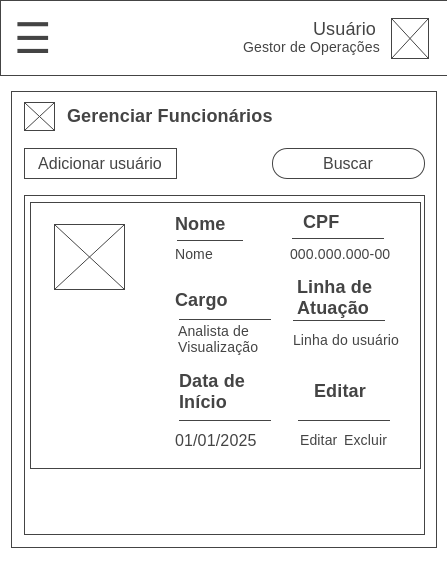 Usuário
Gestor de Operações
Gerenciar Funcionários
Adicionar usuário
Buscar
Nome
CPF
Nome
000.000.000-00
Cargo
Linha de
Atuação
Analista de
Visualização
Linha do usuário
Data de
Início
Editar
01/01/2025
Editar Excluir